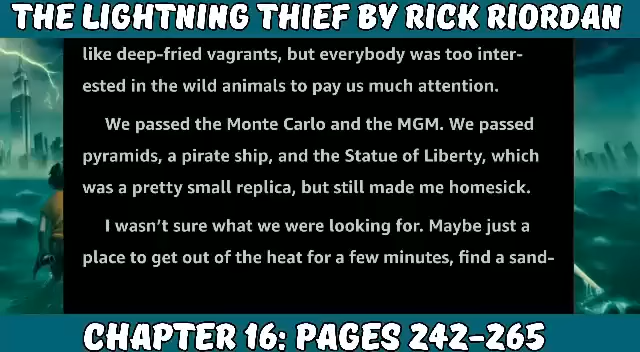 THE LIGHTNING THIEF BY RICK RIORDAN
like deep-fried vagrants, but everybody was too inter-
ested in the wild animals to pay us much attention.
We passed the Monte Carlo and the MGM. We passed
pyramids, a pirate ship, and the Statue of Liberty, which
was a pretty small replica, but still made me homesick.
I wasn’t sure what we were looking for. Maybe just a
place to get out of the heat for a few minutes, find a sand-
CHAPTER 16: PAGES 242-265